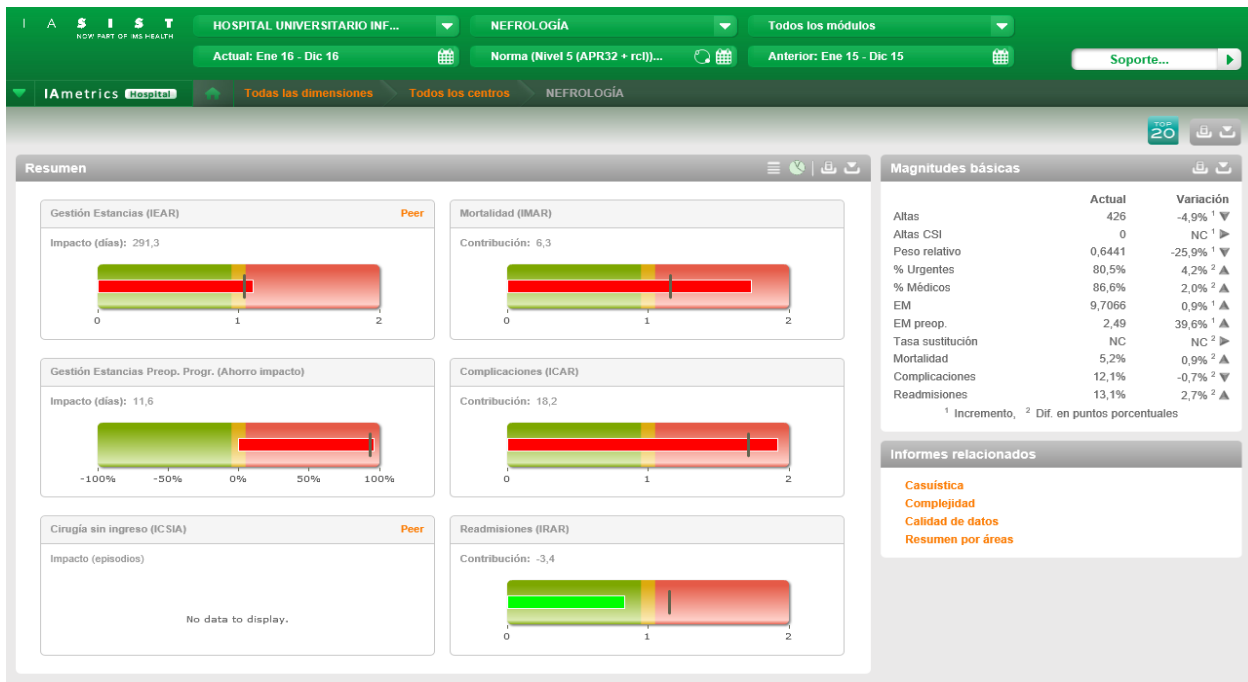 I A S I S T
NOW PART OF IMS HEALTH
HOSPITAL UNIVERSITARIO INF...
NEFROLOGÍA
Todos los módulos
Actual: Ene 16 - Dic 16
Norma (Nivel 5 (APR32 + rcl))...
Anterior: Ene 15 - Dic 15
Soporte...
IAmetrics Hospital
Todas las dimensiones
Todos los centros
NEFROLOGÍA
TOP 20
Resumen
Gestión Estancias (IEAR) Peer
Impacto (días): 291,3
0 1 2
Mortalidad (IMAR)
Contribución: 6,3
0 1 2
Gestión Estancias Preop. Progr. (Ahorro impacto)
Impacto (días): 11,6
-100% -50% 0% 50% 100%
Complicaciones (ICAR)
Contribución: 18,2
0 1 2
Cirugía sin ingreso (ICSIA) Peer
Impacto (episodios)
No data to display.
Readmisiones (IRAR)
Contribución: -3,4
0 1 2
Magnitudes básicas
Actual Variación
Altas 426 -4,9% ¹
Altas CSI 0 NC ¹
Peso relativo 0,6441 -25,9% ¹
% Urgentes 80,5% 4,2% ²
% Médicos 86,6% 2,0% ²
EM 9,7066 0,9% ¹
EM preop. 2,49 39,6% ¹
Tasa sustitución NC NC ²
Mortalidad 5,2% 0,9% ²
Complicaciones 12,1% -0,7% ²
Readmisiones 13,1% 2,7% ²
¹ Incremento, ² Dif. en puntos porcentuales
Informes relacionados
Casuística
Complejidad
Calidad de datos
Resumen por áreas